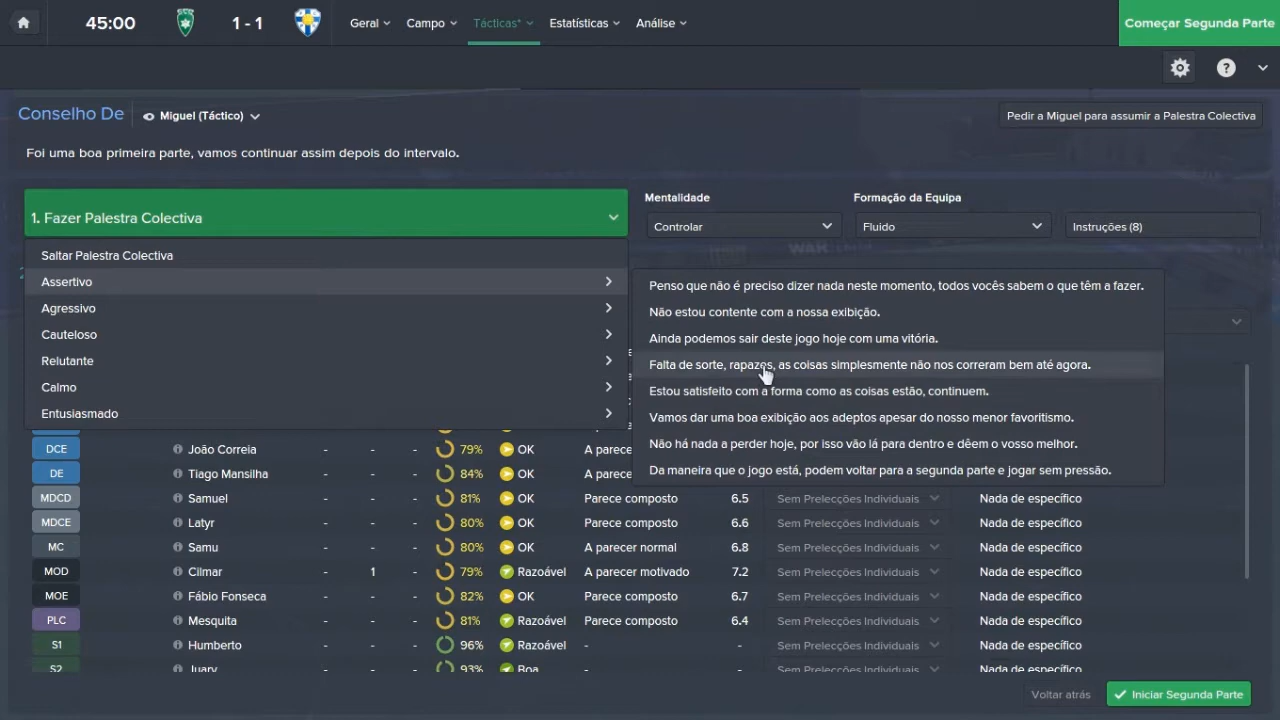 45:00 1 - 1 Geral Campo Tácticas* Estatísticas Análise Começar Segunda Parte
Conselho De Miguel (Táctico) Pedir a Miguel para assumir a Palestra Colectiva
Foi uma boa primeira parte, vamos continuar assim depois do intervalo.
Mentalidade Formação da Equipa
1. Fazer Palestra Colectiva Controlar Fluido Instruções (8)
Saltar Palestra Colectiva
Assertivo
Agressivo
Cauteloso
Relutante
Calmo
Entusiasmado
Penso que não é preciso dizer nada neste momento, todos vocês sabem o que têm a fazer.
Não estou contente com a nossa exibição.
Ainda podemos sair deste jogo hoje com uma vitória.
Falta de sorte, rapazes, as coisas simplesmente não nos correram bem até agora.
Estou satisfeito com a forma como as coisas estão, continuem.
Vamos dar uma boa exibição aos adeptos apesar do nosso menor favoritismo.
Não há nada a perder hoje, por isso vão lá para dentro e dêem o vosso melhor.
Da maneira que o jogo está, podem voltar para a segunda parte e jogar sem pressão.
DCE João Correia - - - 79% OK A parece
DE Tiago Mansilha - - - 84% OK A parece
MDCD Samuel - - - 81% OK Parece composto 6.5 Sem Prelecções Individuais Nada de específico
MDCE Latyr - - - 80% OK Parece composto 6.6 Sem Prelecções Individuais Nada de específico
MC Samu - - - 80% OK A parecer normal 6.8 Sem Prelecções Individuais Nada de específico
MOD Cilmar - 1 - 79% Razoável A parecer motivado 7.2 Sem Prelecções Individuais Nada de específico
MOE Fábio Fonseca - - - 82% OK Parece composto 6.7 Sem Prelecções Individuais Nada de específico
PLC Mesquita - - - 81% Razoável Parece composto 6.4 Sem Prelecções Individuais Nada de específico
S1 Humberto - - - 96% Razoável - - Sem Prelecções Individuais Nada de específico
S2 Juary - - - 93% Boa - - Sem Prelecções Individuais Nada de específico
Voltar atrás Iniciar Segunda Parte